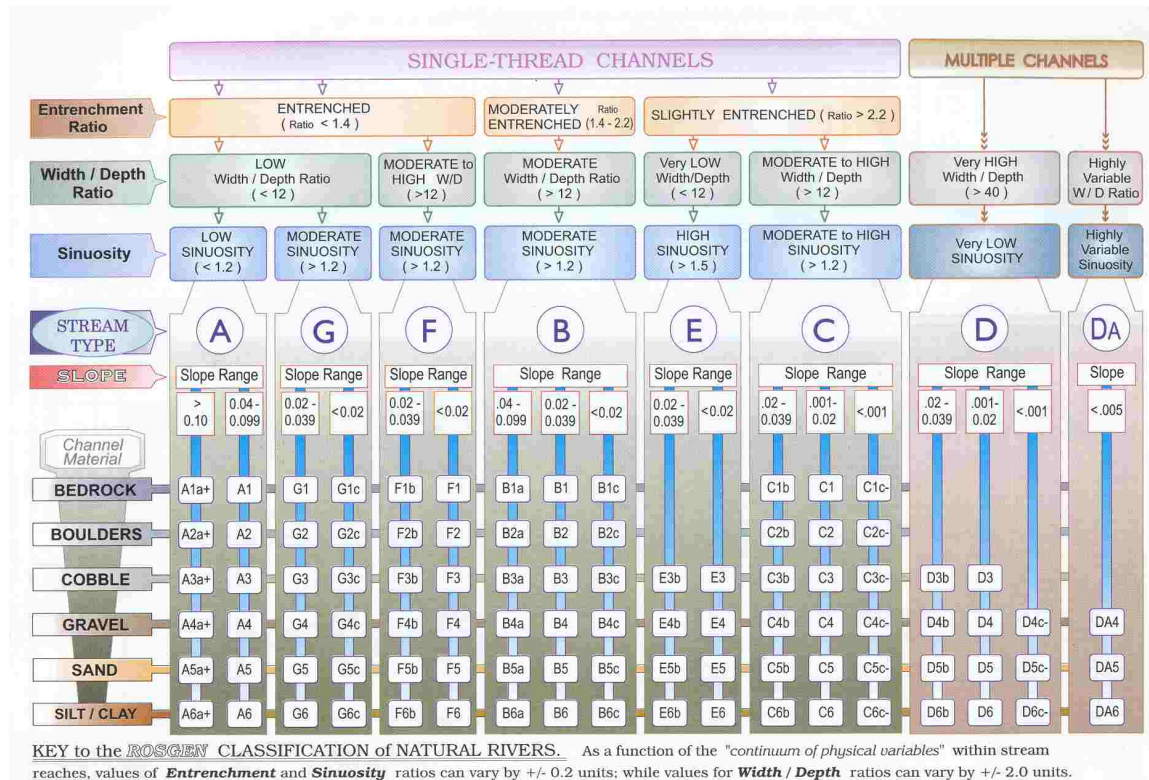 SINGLE-THREAD CHANNELS
MULTIPLE CHANNELS
Entrenchment Ratio
ENTRENCHED
( Ratio < 1.4 )
MODERATELY ENTRENCHED
Ratio (1.4 - 2.2)
SLIGHTLY ENTRENCHED ( Ratio > 2.2 )
Width / Depth Ratio
LOW
Width / Depth Ratio
( < 12 )
MODERATE to
HIGH W/D
( >12 )
MODERATE
Width / Depth Ratio
( > 12 )
Very LOW
Width/Depth
( < 12 )
MODERATE to HIGH
Width / Depth
( > 12 )
Very HIGH
Width / Depth
( > 40 )
Highly
Variable
W / D Ratio
Sinuosity
LOW
SINUOSITY
( < 1.2 )
MODERATE
SINUOSITY
( > 1.2 )
MODERATE
SINUOSITY
( > 1.2 )
MODERATE
SINUOSITY
( > 1.2 )
HIGH
SINUOSITY
( > 1.5 )
MODERATE to HIGH
SINUOSITY
( > 1.2 )
Very LOW
SINUOSITY
Highly
Variable
Sinuosity
STREAM
TYPE
A G F B E C D DA
SLOPE
Slope Range Slope Range Slope Range Slope Range Slope Range Slope Range Slope Range Slope
> 0.10 0.04 - 0.099 0.02 - 0.039 <0.02 0.02 - 0.039 <0.02 .04 - 0.099 0.02 - 0.039 <0.02 0.02 - 0.039 <0.02 .02 - 0.039 .001- 0.02 <.001 .02 - 0.039 .001- 0.02 <.001 <.005
Channel
Material
BEDROCK A1a+ A1 G1 G1c F1b F1 B1a B1 B1c C1b C1 C1c-
BOULDERS A2a+ A2 G2 G2c F2b F2 B2a B2 B2c C2b C2 C2c-
COBBLE A3a+ A3 G3 G3c F3b F3 B3a B3 B3c E3b E3 C3b C3 C3c- D3b D3
GRAVEL A4a+ A4 G4 G4c F4b F4 B4a B4 B4c E4b E4 C4b C4 C4c- D4b D4 D4c- DA4
SAND A5a+ A5 G5 G5c F5b F5 B5a B5 B5c E5b E5 C5b C5 C5c- D5b D5 D5c- DA5
SILT / CLAY A6a+ A6 G6 G6c F6b F6 B6a B6 B6c E6b E6 C6b C6 C6c- D6b D6 D6c- DA6
KEY to the ROSGEN CLASSIFICATION of NATURAL RIVERS. As a function of the "continuum of physical variables" within stream
reaches, values of Entrenchment and Sinuosity ratios can vary by +/- 0.2 units; while values for Width / Depth ratios can vary by +/- 2.0 units.